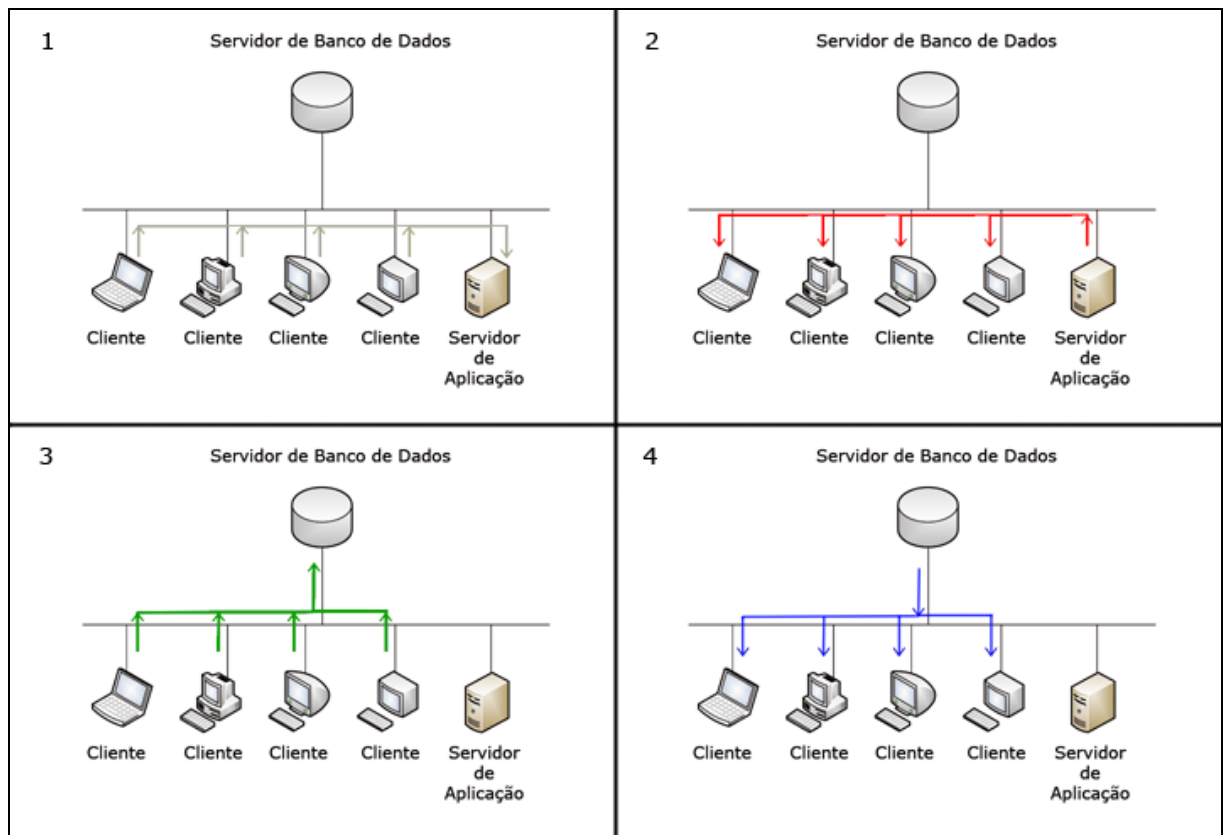 1
Servidor de Banco de Dados
Cliente Cliente Cliente Cliente Servidor
de
Aplicação
2
Servidor de Banco de Dados
Cliente Cliente Cliente Cliente Servidor
de
Aplicação
3
Servidor de Banco de Dados
Cliente Cliente Cliente Cliente Servidor
de
Aplicação
4
Servidor de Banco de Dados
Cliente Cliente Cliente Cliente Servidor
de
Aplicação